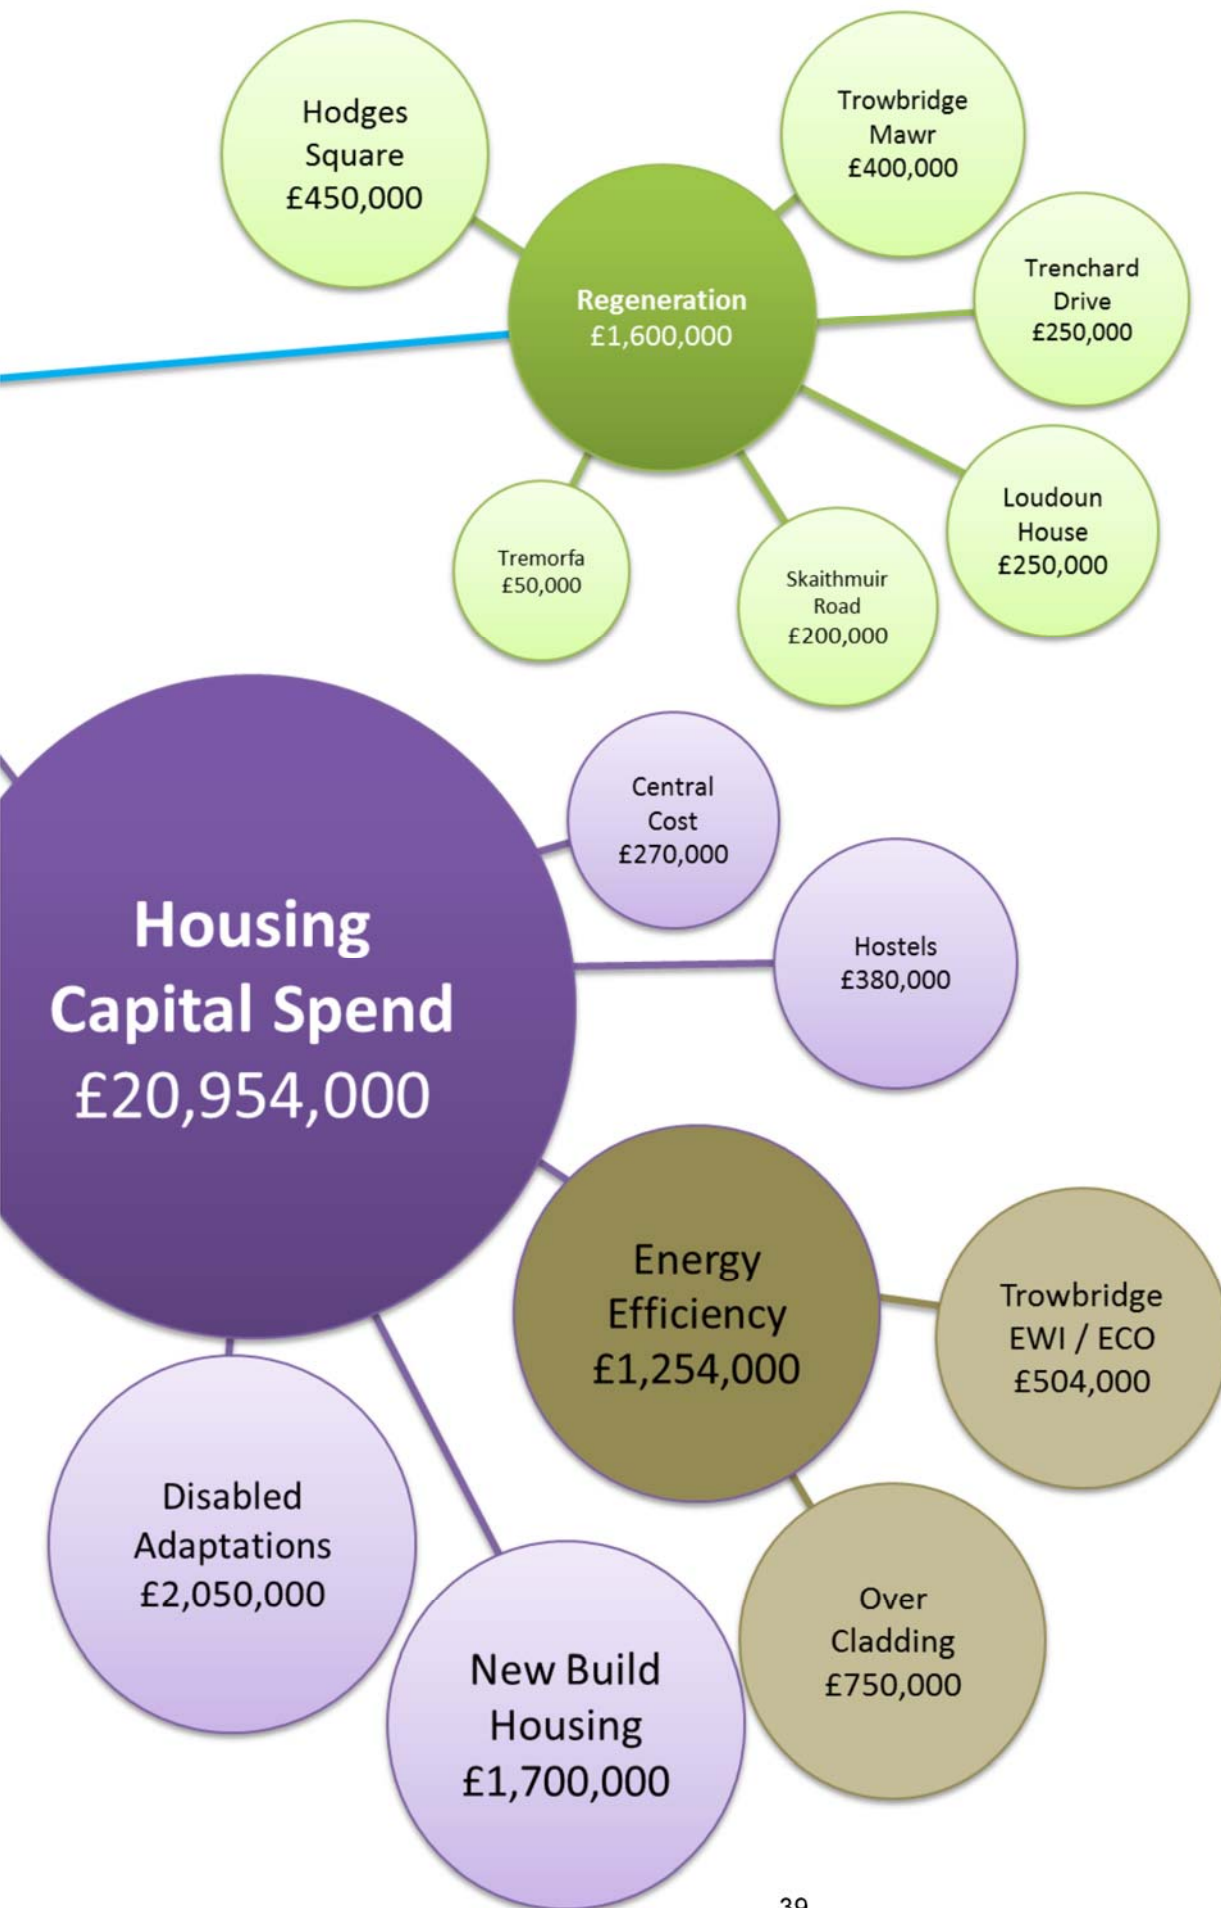 Hodges
Square
£450,000
Trowbridge
Mawr
£400,000
Regeneration
£1,600,000
Trenchard
Drive
£250,000
Loudoun
House
£250,000
Tremorfa
£50,000
Skaithmuir
Road
£200,000
Central
Cost
£270,000
Housing
Capital Spend
£20,954,000
Hostels
£380,000
Energy
Efficiency
£1,254,000
Trowbridge
EWI / ECO
£504,000
Disabled
Adaptations
£2,050,000
New Build
Housing
£1,700,000
Over
Cladding
£750,000
39